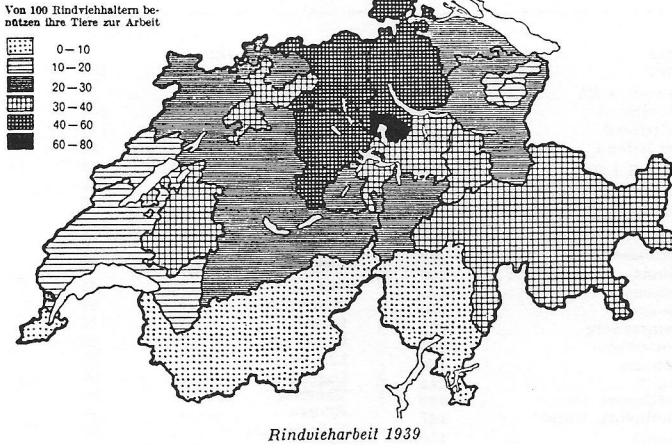 Von 100 Rindviehhaltern be-
nützen ihre Tiere zur Arbeit
0—10
10—20
20—30
30—40
40—60
60—80
Rindvieharbeit 1939